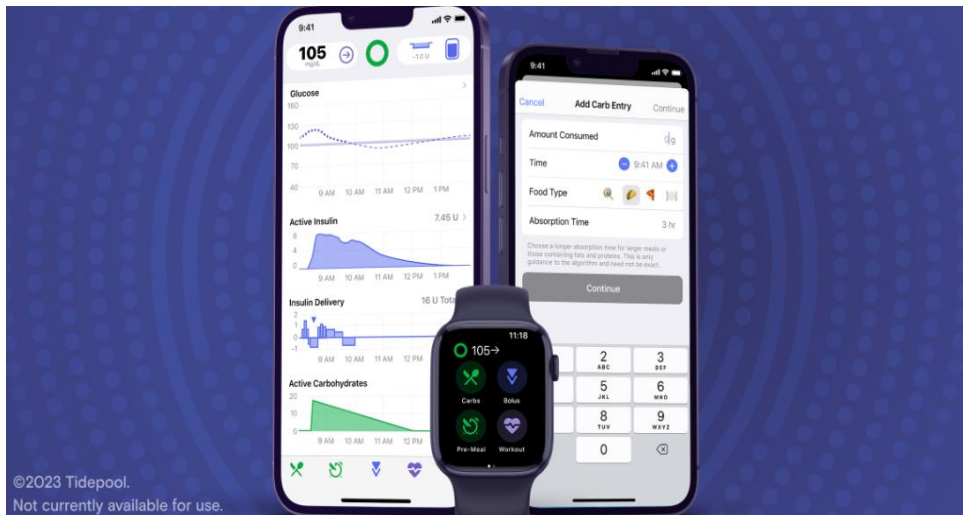 9:41
105
mg/dL
Glucose
160
130
100
70
40
9 AM 10 AM 11 AM 12 PM 1 PM
Active Insulin 7.45 U
8
4
0
9 AM 10 AM 11 AM 12 PM 1 PM
Insulin Delivery 16 U
2
1
0
-1
9 AM 10 AM 11 AM 12 PM
Active Carbohydrates
20
10
0
9 AM 10 AM 11 AM 12 PM
9:41
Cancel Add Carb Entry Continue
Amount Consumed g
Time 9:41 AM
Food Type
Absorption Time 3 hr
Choose a longer absorption time for larger meals or
those containing fats and proteins. This is only
guidance to the algorithm and need not be exact.
Continue
2 3
ABC DEF
5 6
JKL MNO
8 9
TUV WXYZ
0
11:18
105→
Carbs Bolus
Pre-Meal Workout
©2023 Tidepool.
Not currently available for use.